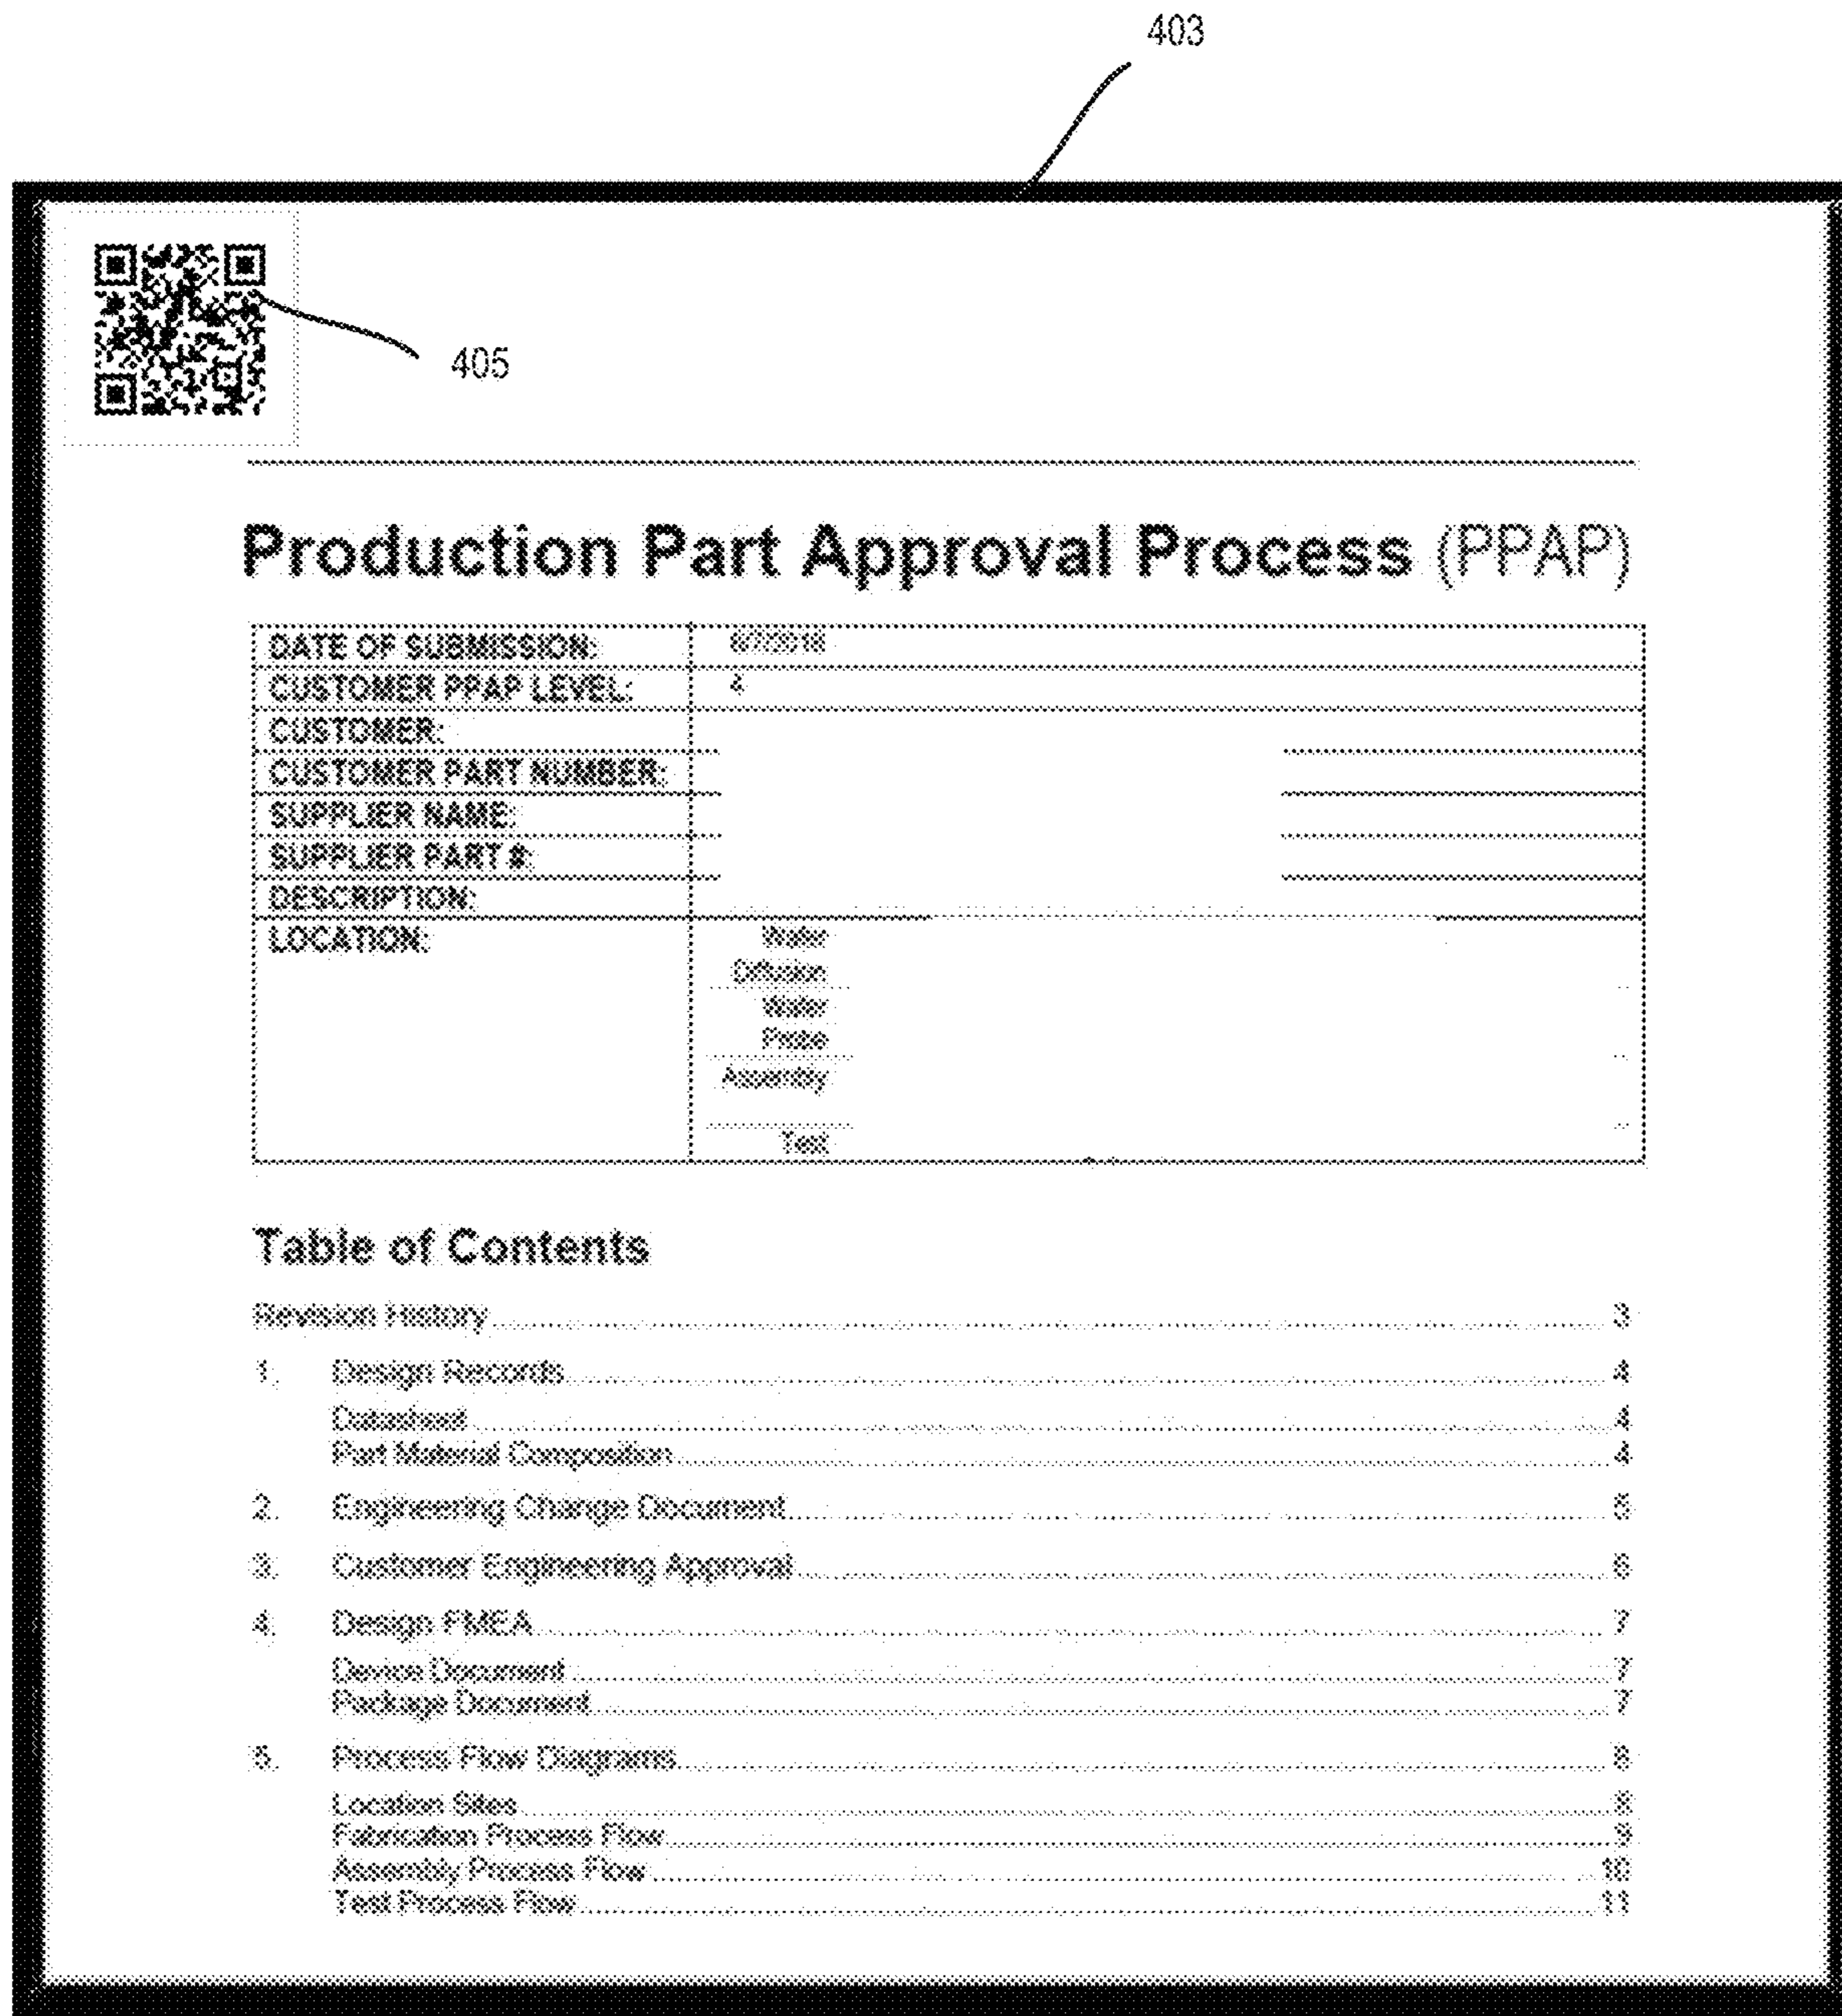 403
405
Production Part Approval Process (PPAP)
DATE OF SUBMISSION:
CUSTOMER PPAP LEVEL: 4
CUSTOMER:
CUSTOMER PART NUMBER:
SUPPLIER NAME:
SUPPLIER PART #:
DESCRIPTION:
LOCATION: Wafer
Diffusion
Wafer
Probe
Assembly
Test
Table of Contents
Revision History 3
1. Design Records 4
Datasheet 4
Part Material Composition 4
2. Engineering Change Document 5
3. Customer Engineering Approval 6
4. Design FMEA 7
Device Document 7
Package Document 7
5. Process Flow Diagrams 8
Location Sites 8
Fabrication Process Flow 9
Assembly Process Flow 10
Test Process Flow 11